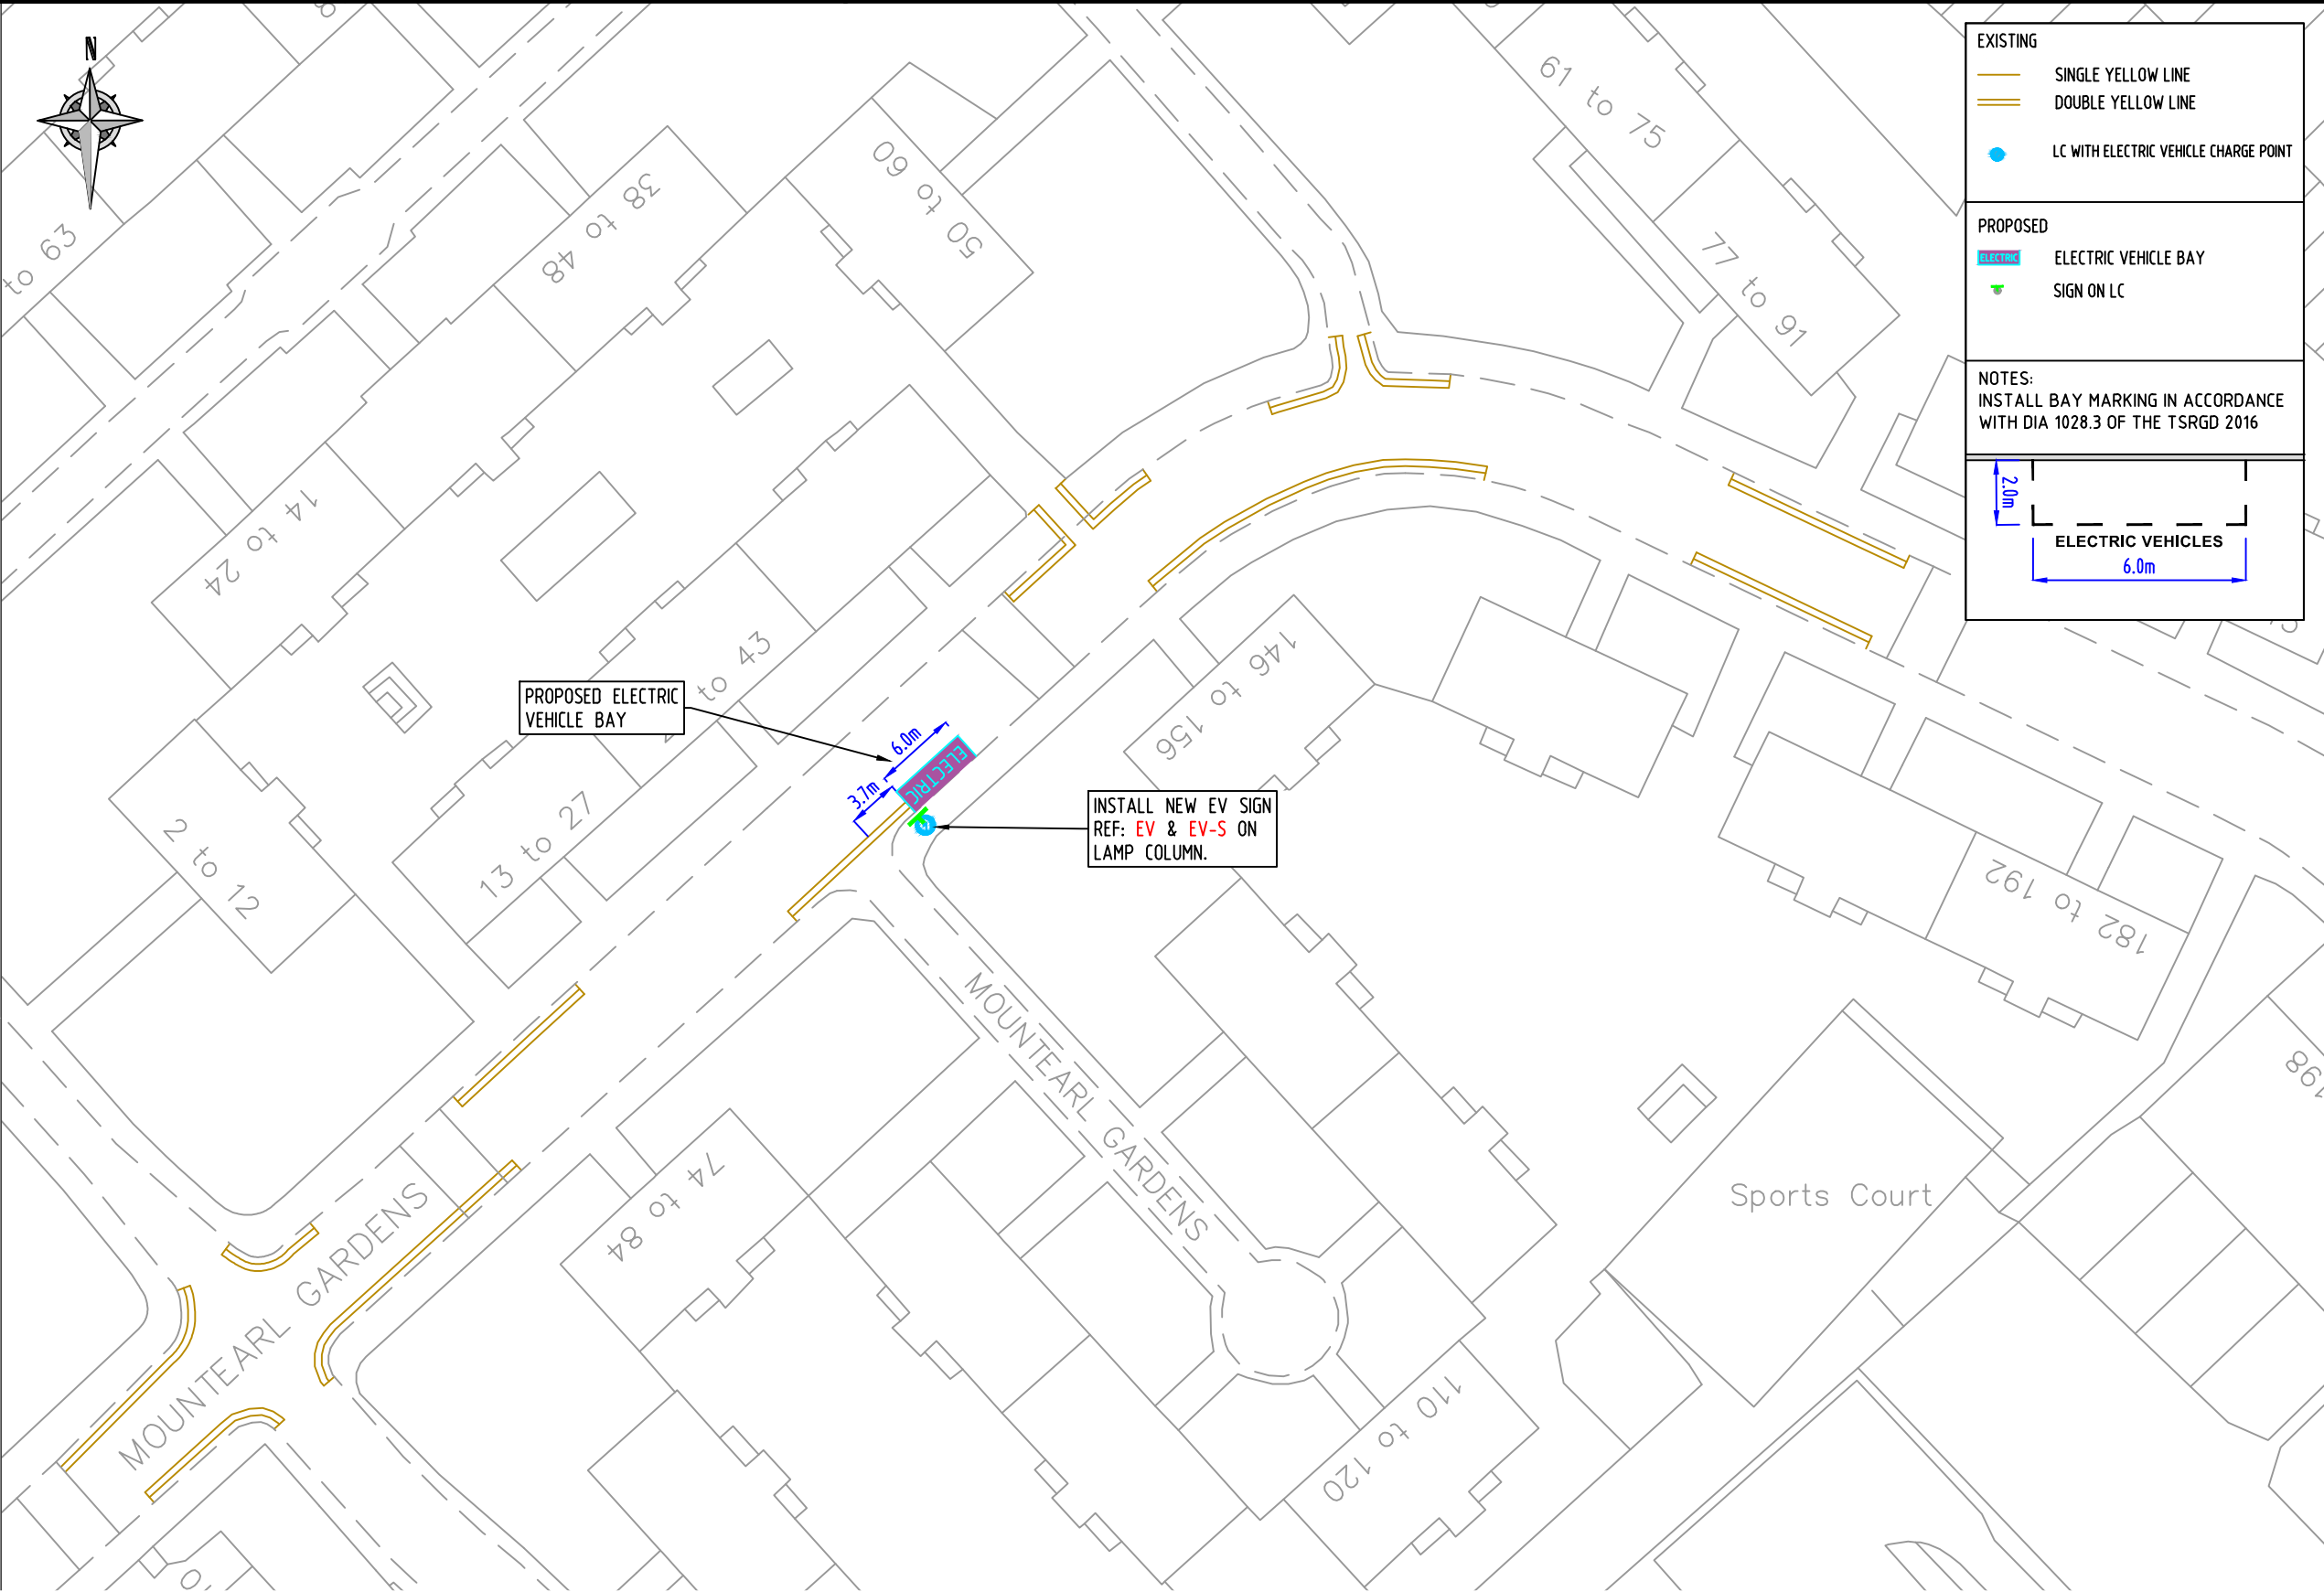 N
EXISTING
SINGLE YELLOW LINE
DOUBLE YELLOW LINE
LC WITH ELECTRIC VEHICLE CHARGE POINT
PROPOSED
ELECTRIC
ELECTRIC VEHICLE BAY
SIGN ON LC
NOTES:
INSTALL BAY MARKING IN ACCORDANCE
WITH DIA 1028.3 OF THE TSRGD 2016
2.0m
ELECTRIC VEHICLES
6.0m
61 to 75
77 to 91
50 to 60
38 to 48
to 63
14 to 24
to 43
146 to 156
PROPOSED ELECTRIC
VEHICLE BAY
6.0m
ELECTRIC
3.7m
INSTALL NEW EV SIGN
REF: EV & EV-S ON
LAMP COLUMN.
2 to 12
13 to 27
182 to 192
MOUNTEARL GARDENS
198
74 to 84
Sports Court
MOUNTEARL GARDENS
110 to 120